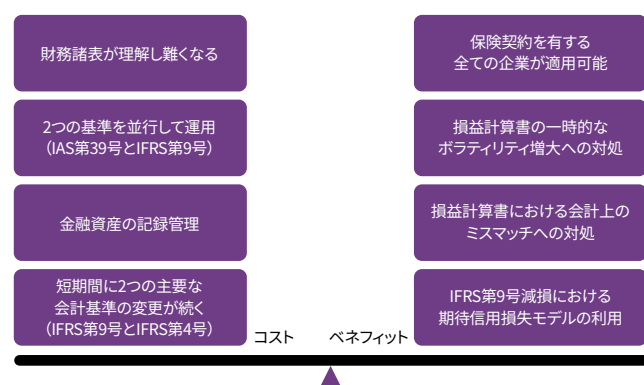 財務諸表が理解し難くなる
2つの基準を並行して運用
（IAS第39号とIFRS第9号）
金融資産の記録管理
短期間に2つの主要な
会計基準の変更が続く
（IFRS第9号とIFRS第4号）
コスト
ベネフィット
保険契約を有する
全ての企業が適用可能
損益計算書の一時的な
ボラティリティ増大への対処
損益計算書における会計上の
ミスマッチへの対処
IFRS第9号減損における
期待信用損失モデルの利用